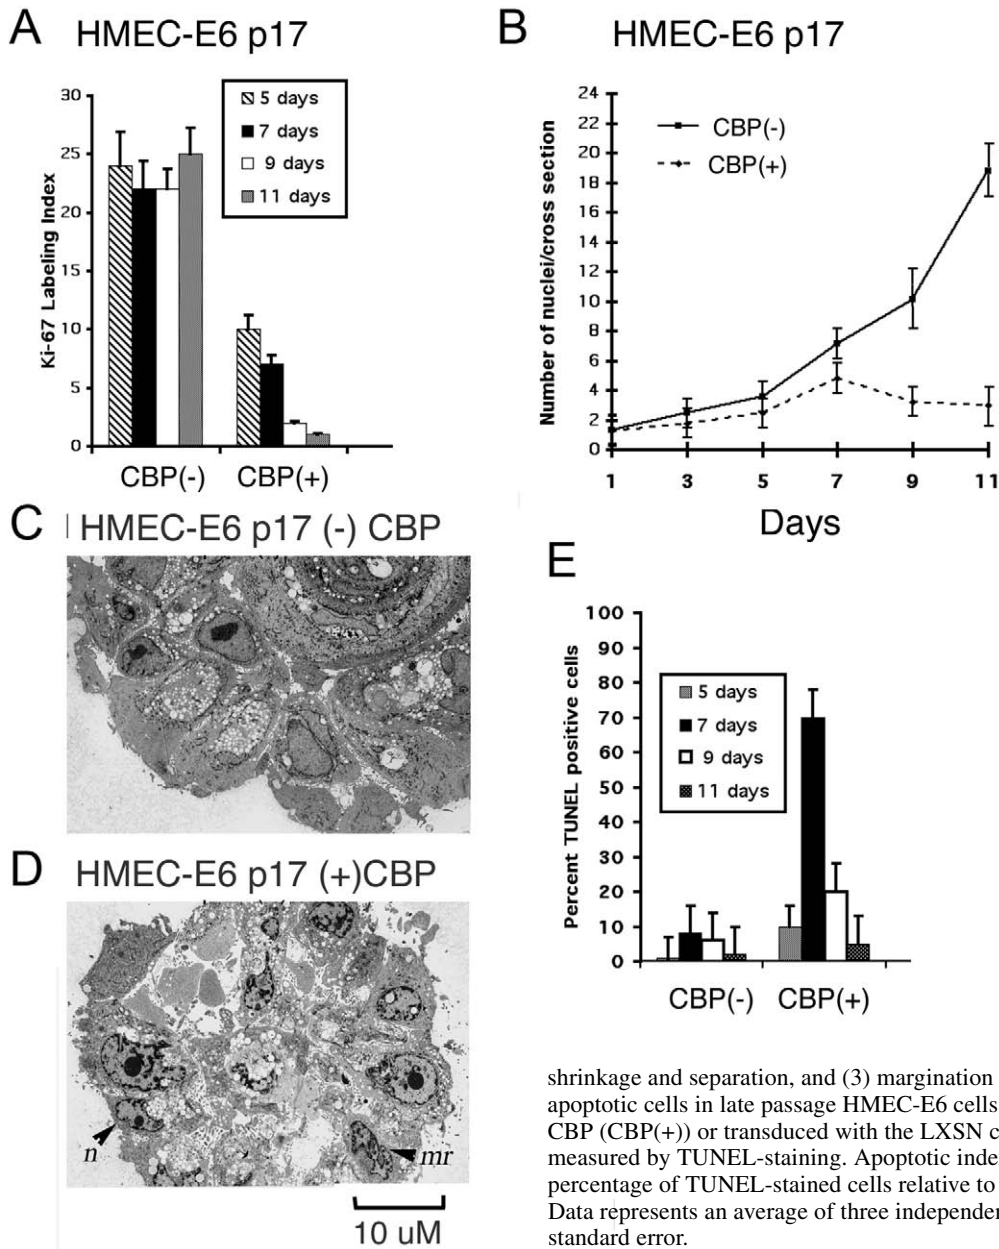 A HMEC-E6 p17
Ki-67 Labeling Index
30
25
20
15
10
5
0
5 days
7 days
9 days
11 days
CBP(-) CBP(+)
B HMEC-E6 p17
Number of nuclei/cross section
24
22
20
18
16
14
12
10
8
6
4
2
0
CBP(-)
CBP(+)
1 3 5 7 9 11
Days
C HMEC-E6 p17 (-) CBP
D HMEC-E6 p17 (+)CBP
n
mr
10 uM
E
Percent TUNEL positive cells
100
90
80
70
60
50
40
30
20
10
0
5 days
7 days
9 days
11 days
CBP(-) CBP(+)
shrinkage and separation, and (3) margination
apoptotic cells in late passage HMEC-E6 cells
CBP (CBP(+)) or transduced with the LXSN c
measured by TUNEL-staining. Apoptotic inde
percentage of TUNEL-stained cells relative to
Data represents an average of three independen
standard error.